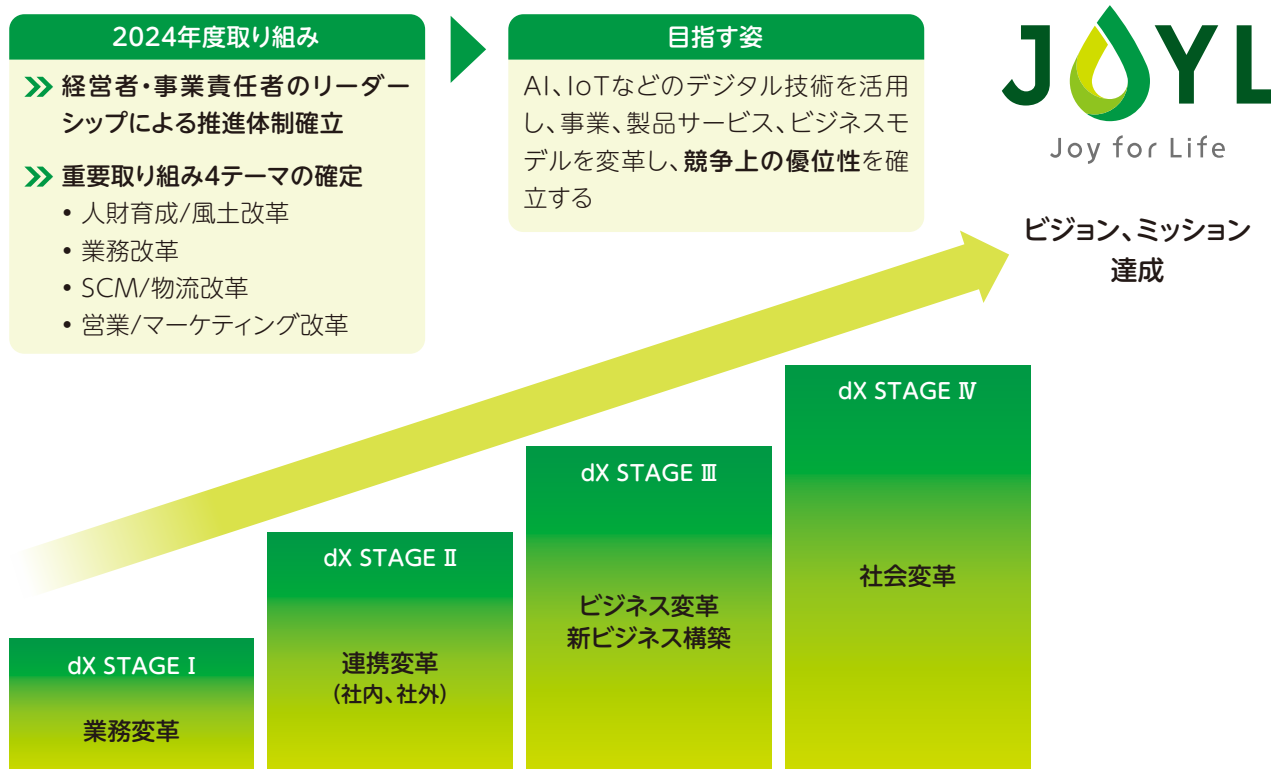 2024年度取り組み
≫ 経営者・事業責任者のリーダー
シップによる推進体制確立
≫ 重要取り組み4テーマの確定
• 人財育成/風土改革
• 業務改革
• SCM/物流改革
• 営業/マーケティング改革
目指す姿
AI、IoTなどのデジタル技術を活用
し、事業、製品サービス、ビジネスモ
デルを変革し、競争上の優位性を確
立する
JOYL
Joy for Life
ビジョン、ミッション
達成
dX STAGE Ⅰ
業務変革
dX STAGE Ⅱ
連携変革
(社内、社外)
dX STAGE Ⅲ
ビジネス変革
新ビジネス構築
dX STAGE Ⅳ
社会変革